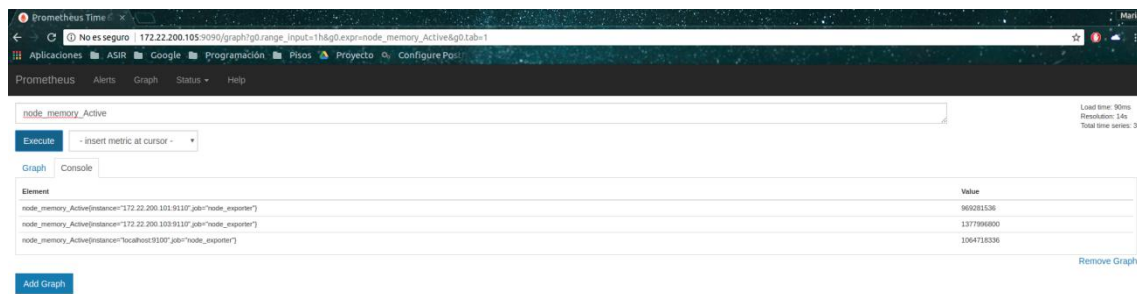 Prometheus Time S
Mari
No es seguro | 172.22.200.105:9090/graph?g0.range_input=1h&g0.expr=node_memory_Active&g0.tab=1
Aplicaciones ASIR Google Programación Pisos Proyecto Configure Post
Prometheus Alerts Graph Status Help
node_memory_Active
Load time: 90ms
Resolution: 14s
Total time series: 3
Execute - insert metric at cursor -
Graph Console
Element Value
node_memory_Active{instance="172.22.200.101:9110",job="node_exporter"} 969281536
node_memory_Active{instance="172.22.200.103:9110",job="node_exporter"} 1377996800
node_memory_Active{instance="localhost:9100",job="node_exporter"} 1064718336
Remove Graph
Add Graph